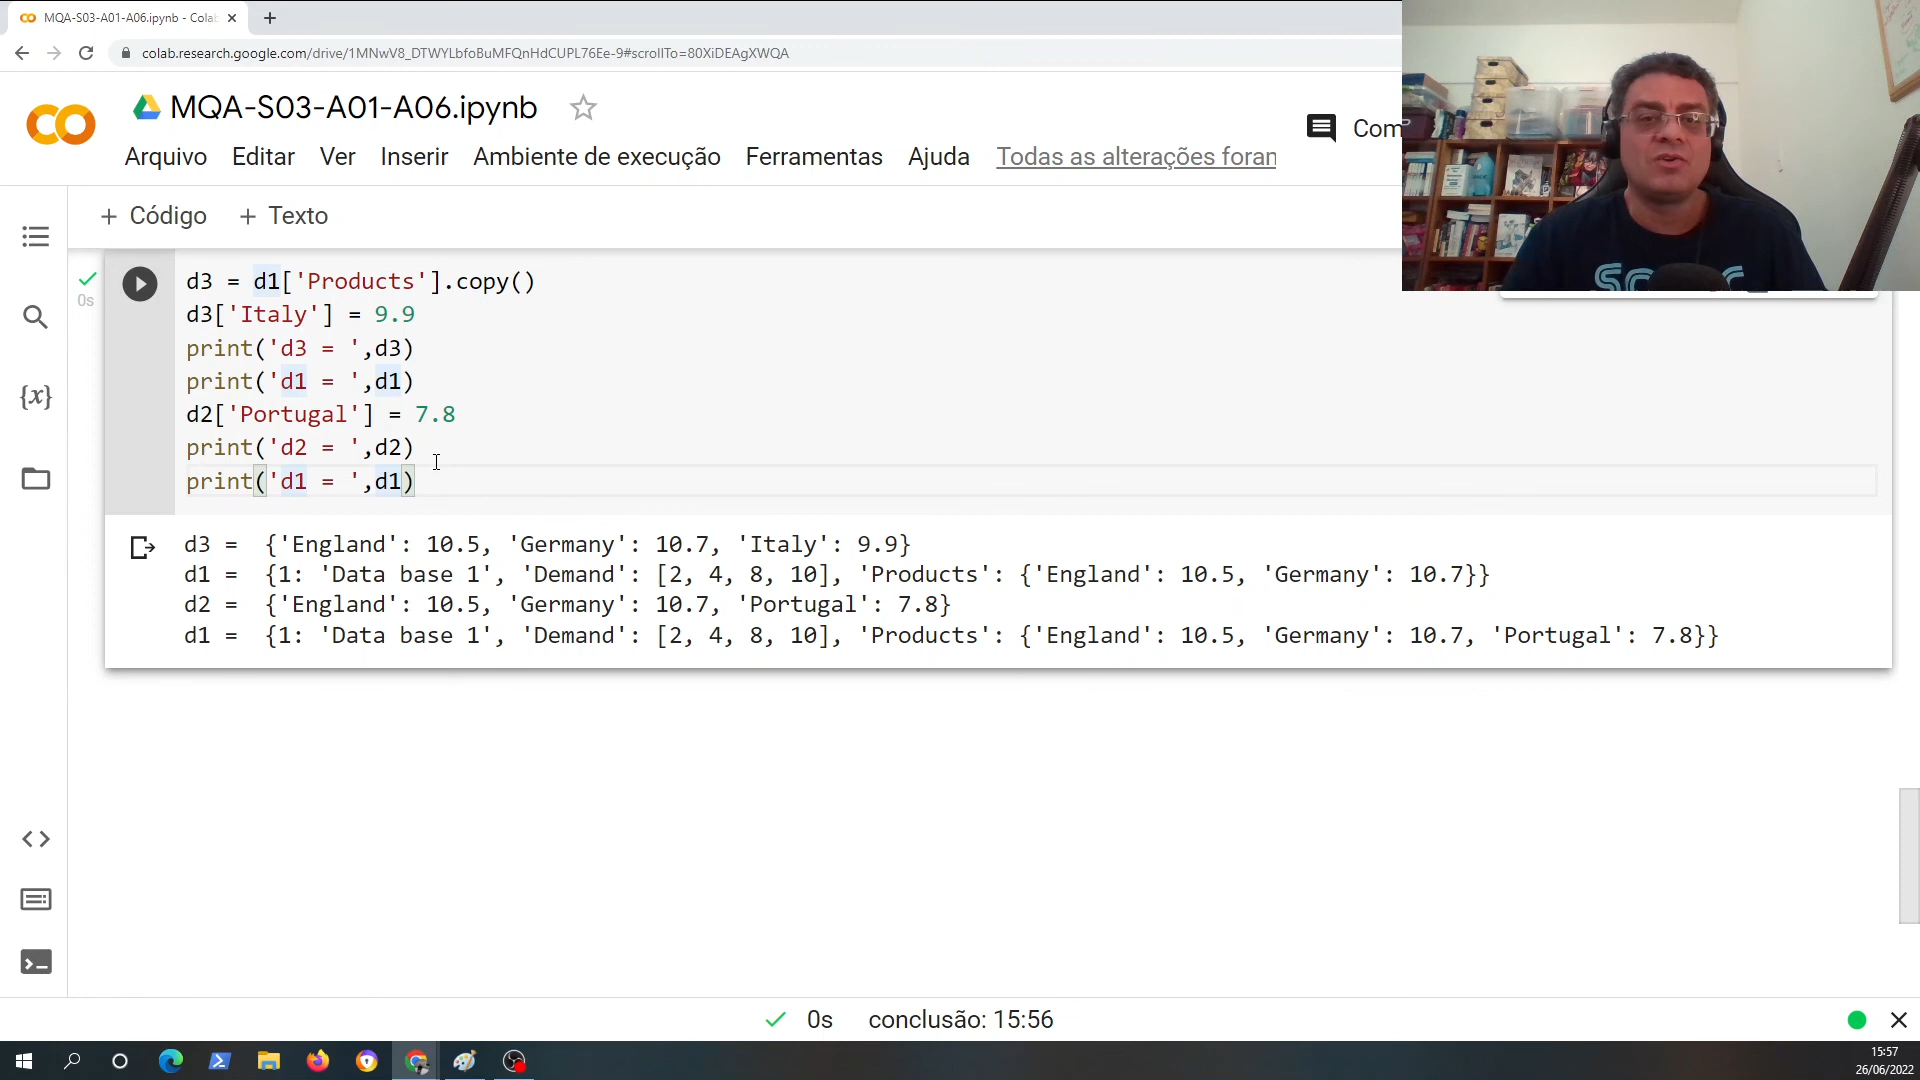 MQA-S03-A01-A06.ipynb - Cola
colab.research.google.com/drive/1MNwV8_DTWYLbfoBuMFQnHdCUPL76Ee-9#scrollTo=80XiDEAgXWQA
MQA-S03-A01-A06.ipynb
Com
Arquivo Editar Ver Inserir Ambiente de execução Ferramentas Ajuda Todas as alterações foram
+ Código + Texto
0s
d3 = d1['Products'].copy()
d3['Italy'] = 9.9
print('d3 = ',d3)
print('d1 = ',d1)
d2['Portugal'] = 7.8
print('d2 = ',d2)
print('d1 = ',d1)
d3 = {'England': 10.5, 'Germany': 10.7, 'Italy': 9.9}
d1 = {1: 'Data base 1', 'Demand': [2, 4, 8, 10], 'Products': {'England': 10.5, 'Germany': 10.7}}
d2 = {'England': 10.5, 'Germany': 10.7, 'Portugal': 7.8}
d1 = {1: 'Data base 1', 'Demand': [2, 4, 8, 10], 'Products': {'England': 10.5, 'Germany': 10.7, 'Portugal': 7.8}}
0s conclusão: 15:56
15:57
26/06/2022